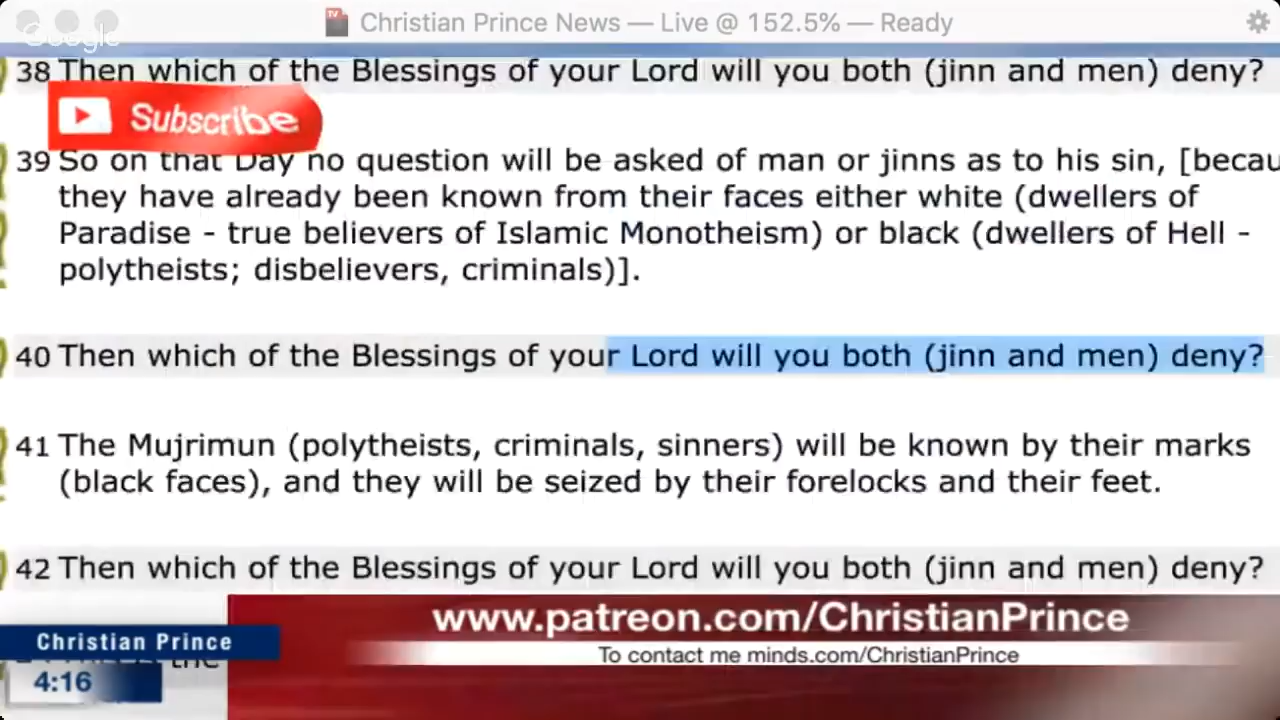 Christian Prince News — Live @ 152.5% — Ready
Google
38 Then which of the Blessings of your Lord will you both (jinn and men) deny?
Subscribe
39 So on that Day no question will be asked of man or jinns as to his sin, [becau
they have already been known from their faces either white (dwellers of
Paradise - true believers of Islamic Monotheism) or black (dwellers of Hell -
polytheists; disbelievers, criminals)].
40 Then which of the Blessings of your Lord will you both (jinn and men) deny?
41 The Mujrimun (polytheists, criminals, sinners) will be known by their marks
(black faces), and they will be seized by their forelocks and their feet.
42 Then which of the Blessings of your Lord will you both (jinn and men) deny?
www.patreon.com/ChristianPrince
Christian Prince
To contact me minds.com/ChristianPrince
the
4:16